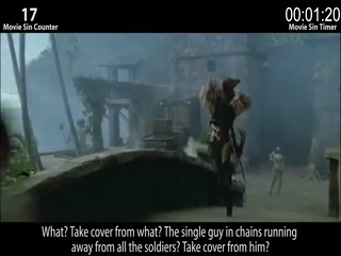 17
Movie Sin Counter
00:01:20
Movie Sin Timer
What? Take cover from what? The single guy in chains running
away from all the soldiers? Take cover from him?